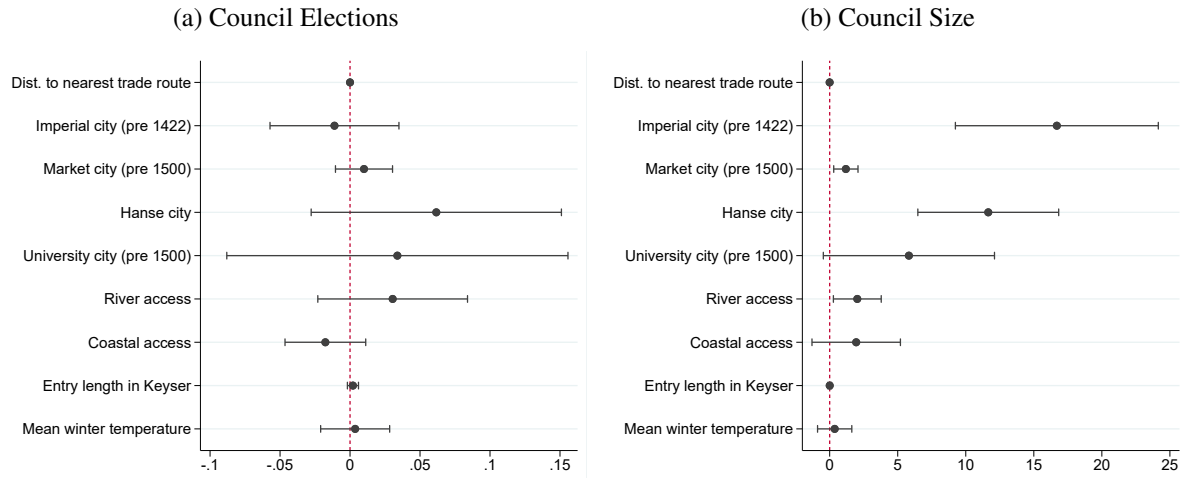 (a) Council Elections
Dist. to nearest trade route
Imperial city (pre 1422)
Market city (pre 1500)
Hanse city
University city (pre 1500)
River access
Coastal access
Entry length in Keyser
Mean winter temperature
-.1 -.05 0 .05 .1 .15
(b) Council Size
Dist. to nearest trade route
Imperial city (pre 1422)
Market city (pre 1500)
Hanse city
University city (pre 1500)
River access
Coastal access
Entry length in Keyser
Mean winter temperature
0 5 10 15 20 25